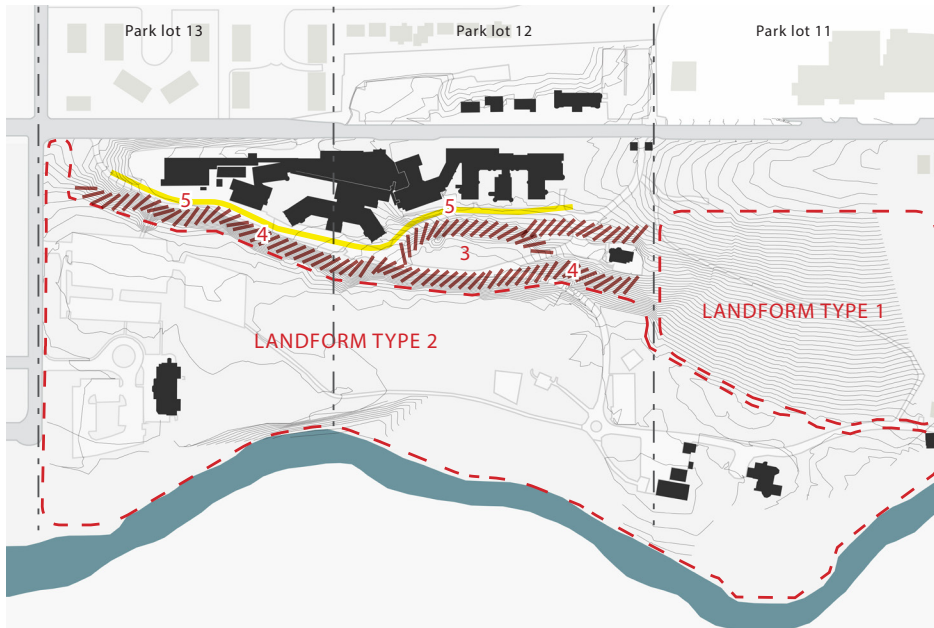 Park lot 13
Park lot 12
Park lot 11
5
5
4
3
4
LANDFORM TYPE 1
LANDFORM TYPE 2